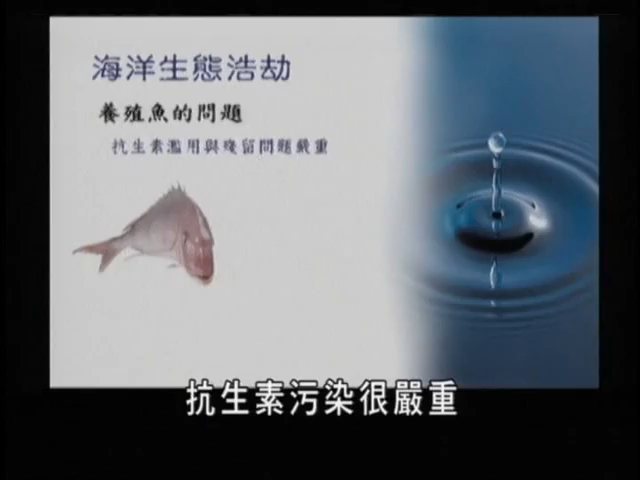 海洋生態浩劫
養殖魚的問題
抗生素濫用與殘留問題嚴重
抗生素污染很嚴重